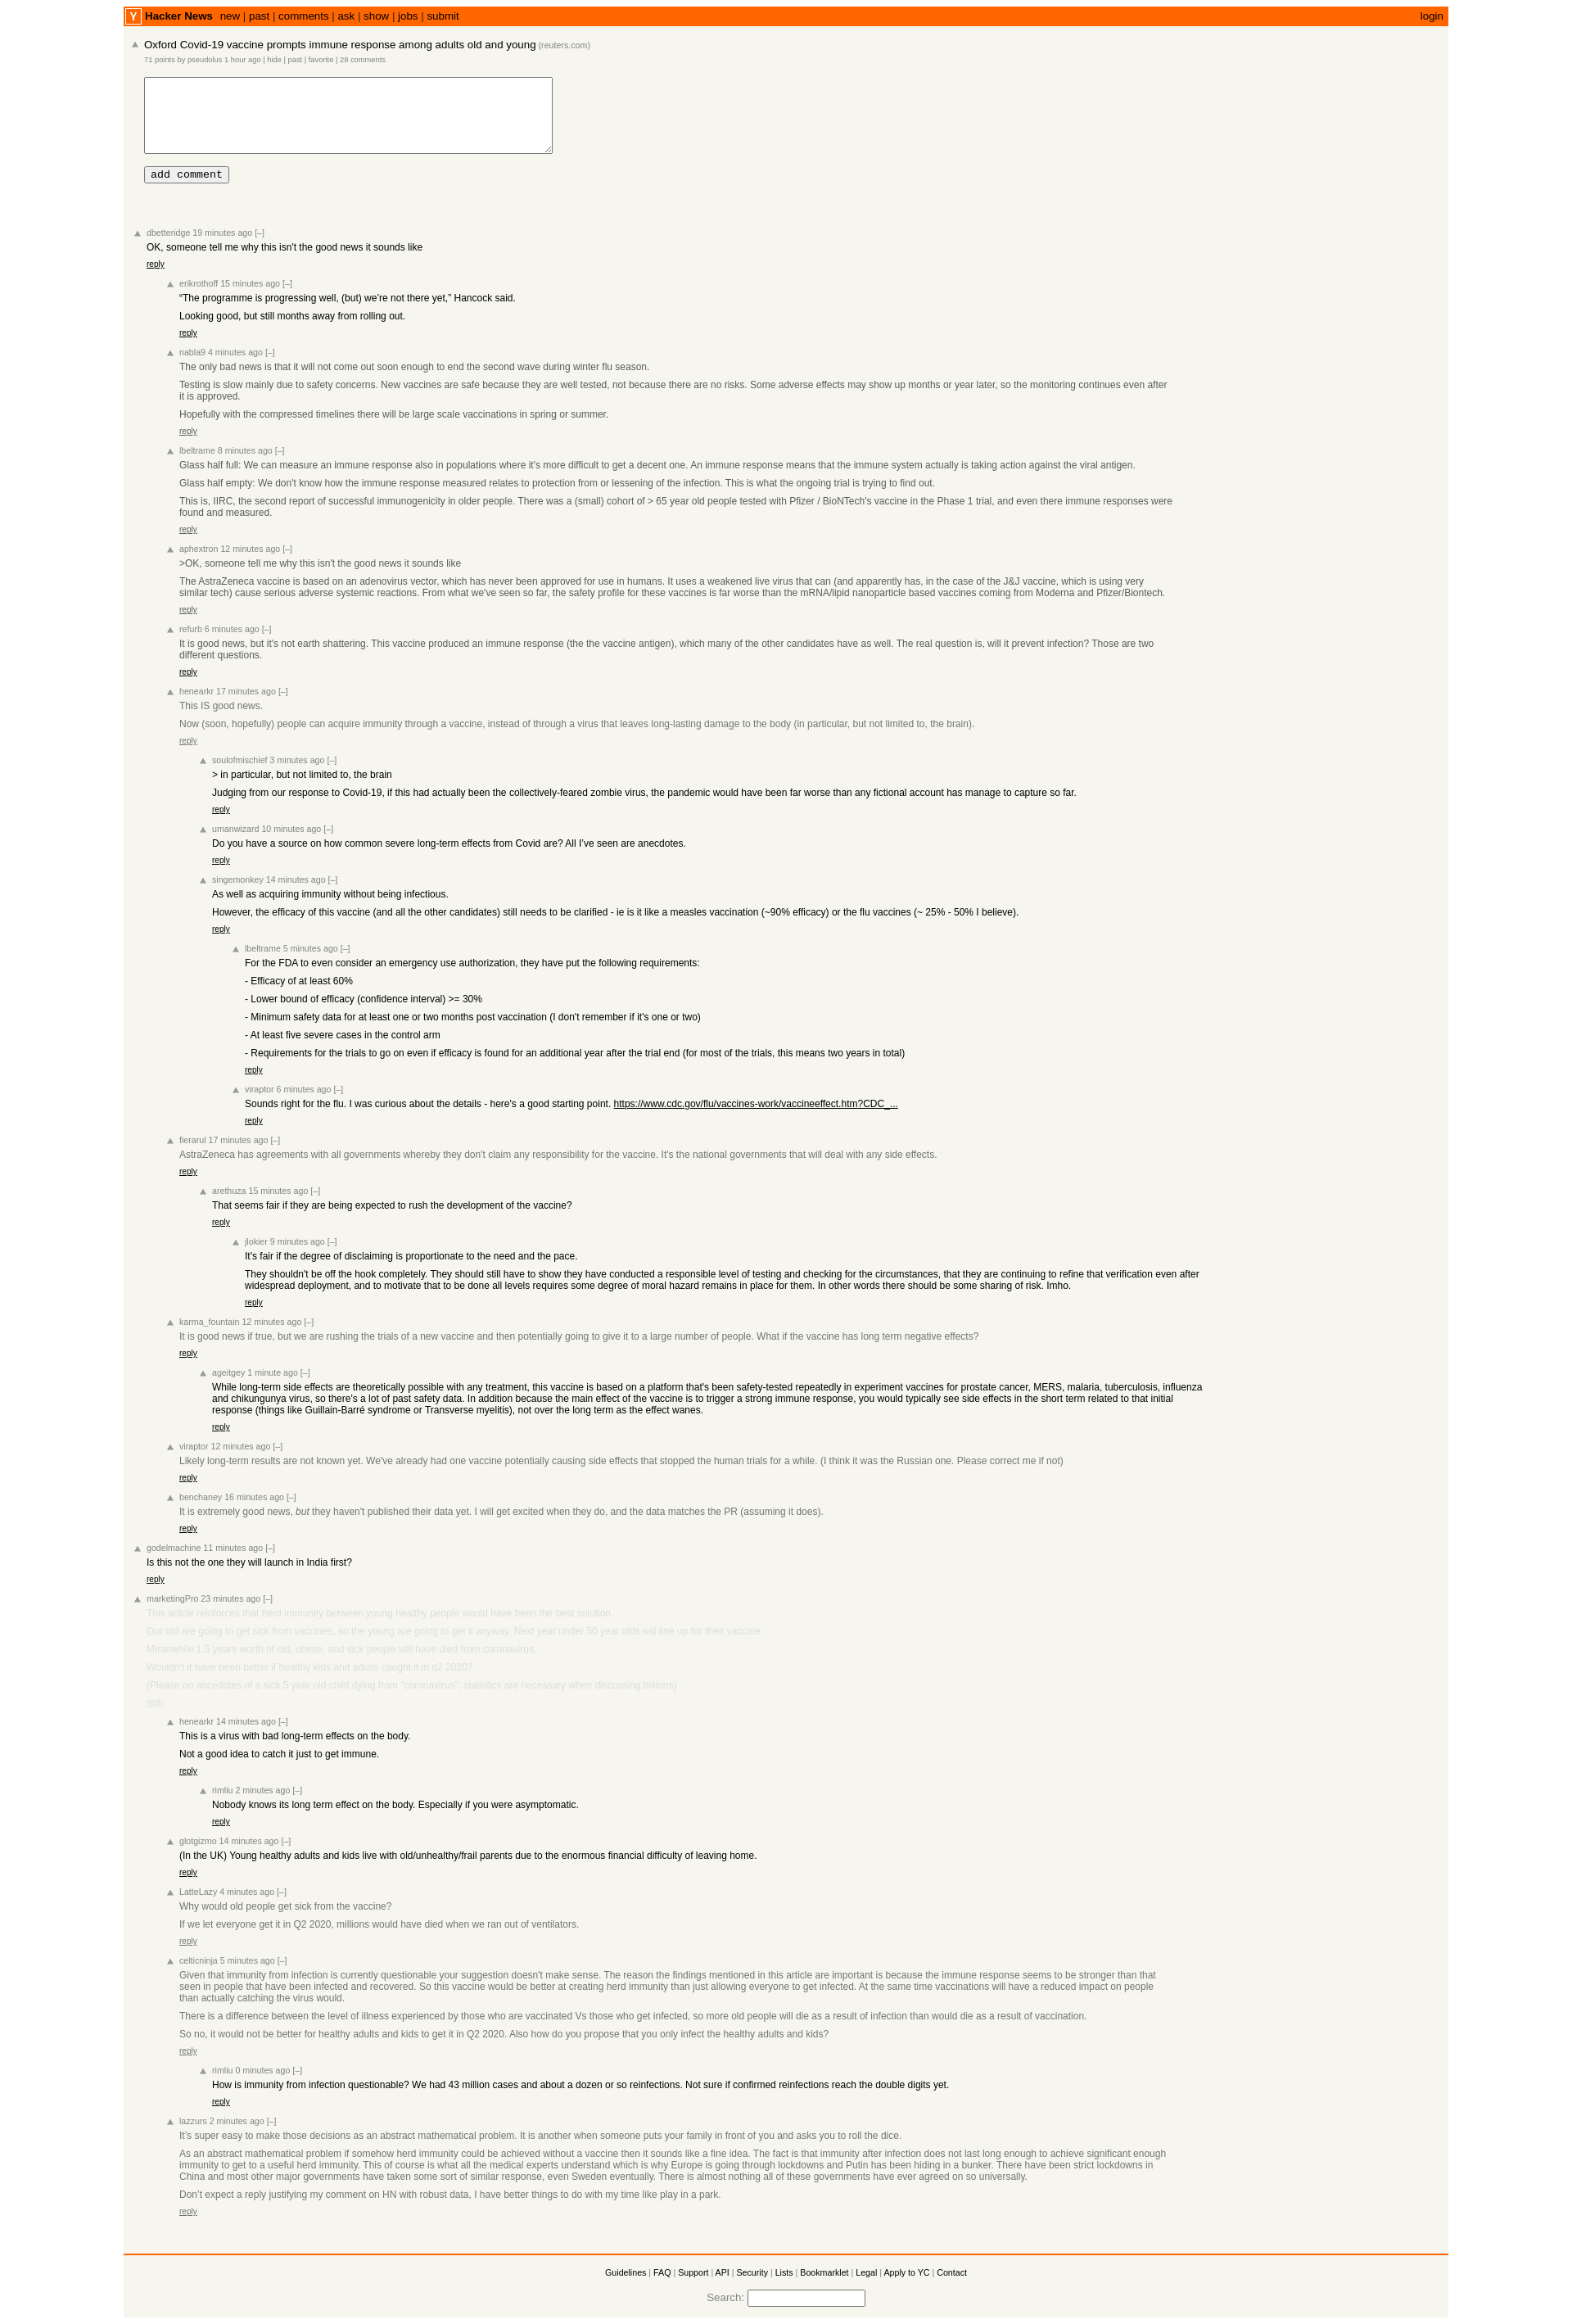 Y Hacker News new | past | comments | ask | show | jobs | submit login
Oxford Covid-19 vaccine prompts immune response among adults old and young (reuters.com)
71 points by pseudolus 1 hour ago | hide | past | favorite | 28 comments
add comment
dbetteridge 19 minutes ago [–]
OK, someone tell me why this isn't the good news it sounds like
reply
erikrothoff 15 minutes ago [–]
“The programme is progressing well, (but) we’re not there yet,” Hancock said.
Looking good, but still months away from rolling out.
reply
nabla9 4 minutes ago [–]
The only bad news is that it will not come out soon enough to end the second wave during winter flu season.
Testing is slow mainly due to safety concerns. New vaccines are safe because they are well tested, not because there are no risks. Some adverse effects may show up months or year later, so the monitoring continues even after
it is approved.
Hopefully with the compressed timelines there will be large scale vaccinations in spring or summer.
reply
lbeltrame 8 minutes ago [–]
Glass half full: We can measure an immune response also in populations where it's more difficult to get a decent one. An immune response means that the immune system actually is taking action against the viral antigen.
Glass half empty: We don't know how the immune response measured relates to protection from or lessening of the infection. This is what the ongoing trial is trying to find out.
This is, IIRC, the second report of successful immunogenicity in older people. There was a (small) cohort of > 65 year old people tested with Pfizer / BioNTech's vaccine in the Phase 1 trial, and even there immune responses were
found and measured.
reply
aphextron 12 minutes ago [–]
>OK, someone tell me why this isn't the good news it sounds like
The AstraZeneca vaccine is based on an adenovirus vector, which has never been approved for use in humans. It uses a weakened live virus that can (and apparently has, in the case of the J&J vaccine, which is using very
similar tech) cause serious adverse systemic reactions. From what we've seen so far, the safety profile for these vaccines is far worse than the mRNA/lipid nanoparticle based vaccines coming from Moderna and Pfizer/Biontech.
reply
refurb 6 minutes ago [–]
It is good news, but it's not earth shattering. This vaccine produced an immune response (the the vaccine antigen), which many of the other candidates have as well. The real question is, will it prevent infection? Those are two
different questions.
reply
henearkr 17 minutes ago [–]
This IS good news.
Now (soon, hopefully) people can acquire immunity through a vaccine, instead of through a virus that leaves long-lasting damage to the body (in particular, but not limited to, the brain).
reply
soulofmischief 3 minutes ago [–]
> in particular, but not limited to, the brain
Judging from our response to Covid-19, if this had actually been the collectively-feared zombie virus, the pandemic would have been far worse than any fictional account has manage to capture so far.
reply
umanwizard 10 minutes ago [–]
Do you have a source on how common severe long-term effects from Covid are? All I’ve seen are anecdotes.
reply
singemonkey 14 minutes ago [–]
As well as acquiring immunity without being infectious.
However, the efficacy of this vaccine (and all the other candidates) still needs to be clarified - ie is it like a measles vaccination (~90% efficacy) or the flu vaccines (~ 25% - 50% I believe).
reply
lbeltrame 5 minutes ago [–]
For the FDA to even consider an emergency use authorization, they have put the following requirements:
- Efficacy of at least 60%
- Lower bound of efficacy (confidence interval) >= 30%
- Minimum safety data for at least one or two months post vaccination (I don't remember if it's one or two)
- At least five severe cases in the control arm
- Requirements for the trials to go on even if efficacy is found for an additional year after the trial end (for most of the trials, this means two years in total)
reply
viraptor 6 minutes ago [–]
Sounds right for the flu. I was curious about the details - here's a good starting point. https://www.cdc.gov/flu/vaccines-work/vaccineeffect.htm?CDC_...
reply
fierarul 17 minutes ago [–]
AstraZeneca has agreements with all governments whereby they don't claim any responsibility for the vaccine. It's the national governments that will deal with any side effects.
reply
arethuza 15 minutes ago [–]
That seems fair if they are being expected to rush the development of the vaccine?
reply
jlokier 9 minutes ago [–]
It's fair if the degree of disclaiming is proportionate to the need and the pace.
They shouldn't be off the hook completely. They should still have to show they have conducted a responsible level of testing and checking for the circumstances, that they are continuing to refine that verification even after
widespread deployment, and to motivate that to be done all levels requires some degree of moral hazard remains in place for them. In other words there should be some sharing of risk. Imho.
reply
karma_fountain 12 minutes ago [–]
It is good news if true, but we are rushing the trials of a new vaccine and then potentially going to give it to a large number of people. What if the vaccine has long term negative effects?
reply
ageitgey 1 minute ago [–]
While long-term side effects are theoretically possible with any treatment, this vaccine is based on a platform that's been safety-tested repeatedly in experiment vaccines for prostate cancer, MERS, malaria, tuberculosis, influenza
and chikungunya virus, so there's a lot of past safety data. In addition because the main effect of the vaccine is to trigger a strong immune response, you would typically see side effects in the short term related to that initial
response (things like Guillain-Barré syndrome or Transverse myelitis), not over the long term as the effect wanes.
reply
viraptor 12 minutes ago [–]
Likely long-term results are not known yet. We've already had one vaccine potentially causing side effects that stopped the human trials for a while. (I think it was the Russian one. Please correct me if not)
reply
benchaney 16 minutes ago [–]
It is extremely good news, but they haven't published their data yet. I will get excited when they do, and the data matches the PR (assuming it does).
reply
godelmachine 11 minutes ago [–]
Is this not the one they will launch in India first?
reply
marketingPro 23 minutes ago [–]
This article reinforces that herd immunity between young healthy people would have been the best solution.
Our old are going to get sick from vaccines, so the young are going to get it anyway. Next year under 50 year olds will line up for their vaccine.
Meanwhile 1.5 years worth of old, obese, and sick people will have died from coronavirus.
Wouldn't it have been better if healthy kids and adults caught it in q2 2020?
(Please no ancedotes of a sick 5 year old child dying from "coronavirus", statistics are necessary when discussing billions)
reply
henearkr 14 minutes ago [–]
This is a virus with bad long-term effects on the body.
Not a good idea to catch it just to get immune.
reply
rimliu 2 minutes ago [–]
Nobody knows its long term effect on the body. Especially if you were asymptomatic.
reply
glotgizmo 14 minutes ago [–]
(In the UK) Young healthy adults and kids live with old/unhealthy/frail parents due to the enormous financial difficulty of leaving home.
reply
LatteLazy 4 minutes ago [–]
Why would old people get sick from the vaccine?
If we let everyone get it in Q2 2020, millions would have died when we ran out of ventilators.
reply
celticninja 5 minutes ago [–]
Given that immunity from infection is currently questionable your suggestion doesn't make sense. The reason the findings mentioned in this article are important is because the immune response seems to be stronger than that
seen in people that have been infected and recovered. So this vaccine would be better at creating herd immunity than just allowing everyone to get infected. At the same time vaccinations will have a reduced impact on people
than actually catching the virus would.
There is a difference between the level of illness experienced by those who are vaccinated Vs those who get infected, so more old people will die as a result of infection than would die as a result of vaccination.
So no, it would not be better for healthy adults and kids to get it in Q2 2020. Also how do you propose that you only infect the healthy adults and kids?
reply
rimliu 0 minutes ago [–]
How is immunity from infection questionable? We had 43 million cases and about a dozen or so reinfections. Not sure if confirmed reinfections reach the double digits yet.
reply
lazzurs 2 minutes ago [–]
It’s super easy to make those decisions as an abstract mathematical problem. It is another when someone puts your family in front of you and asks you to roll the dice.
As an abstract mathematical problem if somehow herd immunity could be achieved without a vaccine then it sounds like a fine idea. The fact is that immunity after infection does not last long enough to achieve significant enough
immunity to get to a useful herd immunity. This of course is what all the medical experts understand which is why Europe is going through lockdowns and Putin has been hiding in a bunker. There have been strict lockdowns in
China and most other major governments have taken some sort of similar response, even Sweden eventually. There is almost nothing all of these governments have ever agreed on so universally.
Don’t expect a reply justifying my comment on HN with robust data, I have better things to do with my time like play in a park.
reply
Guidelines | FAQ | Support | API | Security | Lists | Bookmarklet | Legal | Apply to YC | Contact
Search: